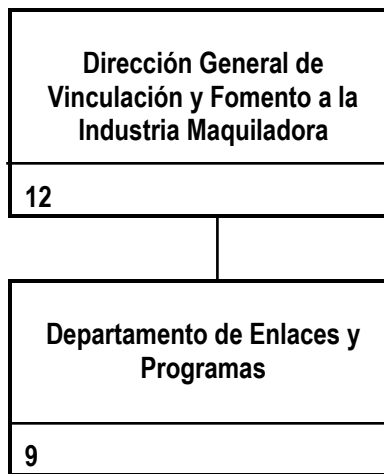 Dirección General de
Vinculación y Fomento a la
Industria Maquiladora
12
Departamento de Enlaces y
Programas
9